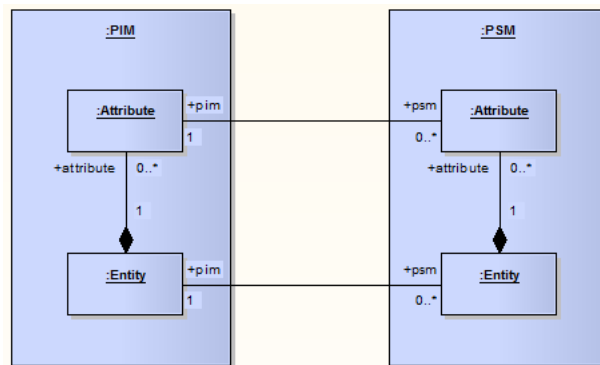 :PIM
:PSM
:Attribute
+pim
1
+psm
0..*
:Attribute
+attribute
0..*
1
+attribute
0..*
1
:Entity
+pim
1
+psm
0..*
:Entity